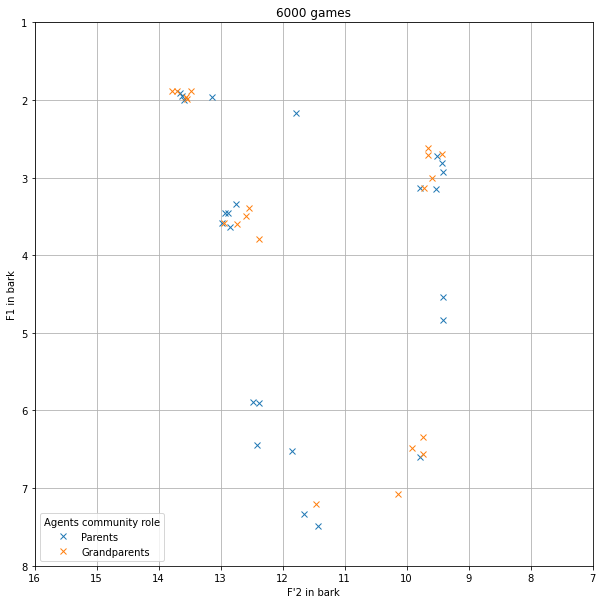 6000 games
1
2
3
4
5
6
7
8
F1 in bark
Agents community role
Parents
Grandparents
16 15 14 13 12 11 10 9 8 7
F'2 in bark